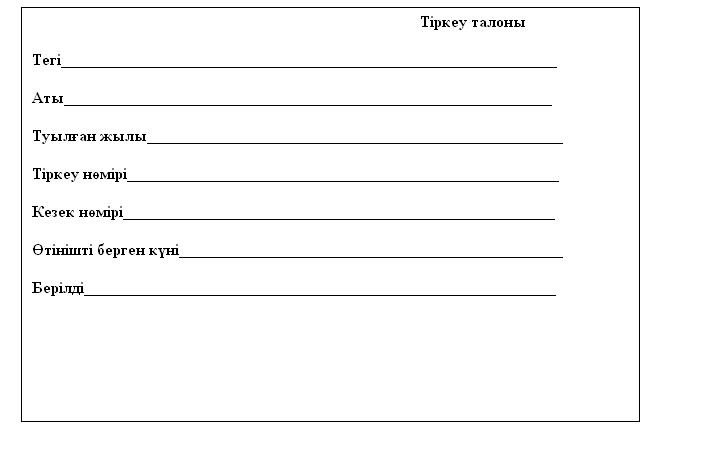 Тіркеу талоны
Тегі
Аты
Туылған жылы
Тіркеу нөмірі
Кезек нөмірі
Өтінішті берген күні
Берілді